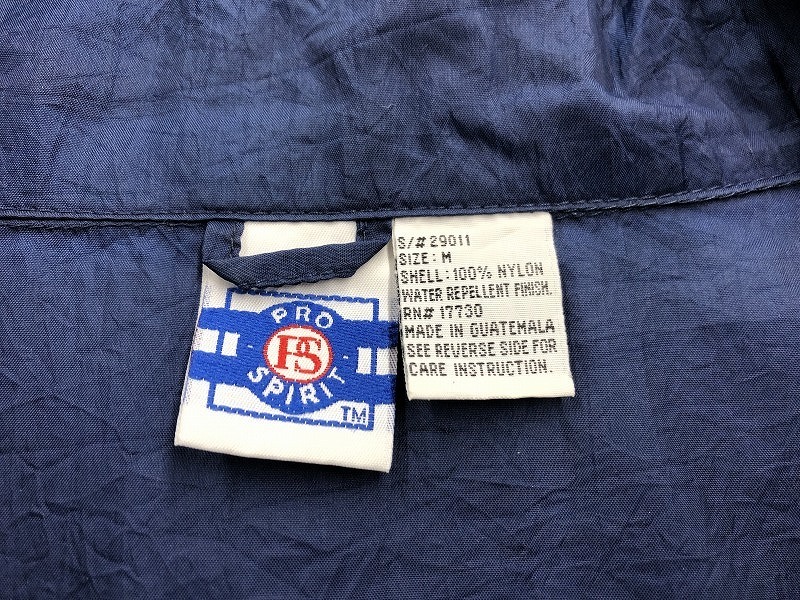 PRO
PS
SPIRIT
TM
S/# 29011
SIZE: M
SHELL: 100% NYLON
WATER REPELLENT FINISH.
RN# 17730
MADE IN GUATEMALA
SEE REVERSE SIDE FOR
CARE INSTRUCTION.